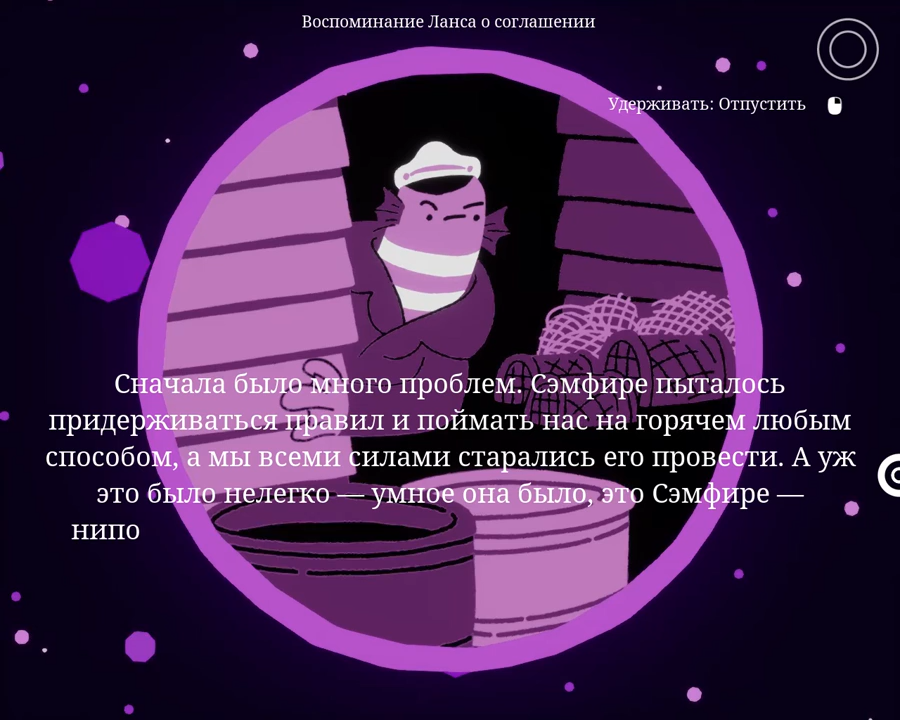 Воспоминание Ланса о соглашении
Удерживать: Отпустить
Сначала было много проблем. Сэмфире пыталось
придерживаться правил и поймать нас на горячем любым
способом, а мы всеми силами старались его провести. А уж
это было нелегко — умное она было, это Сэмфире —
нипо